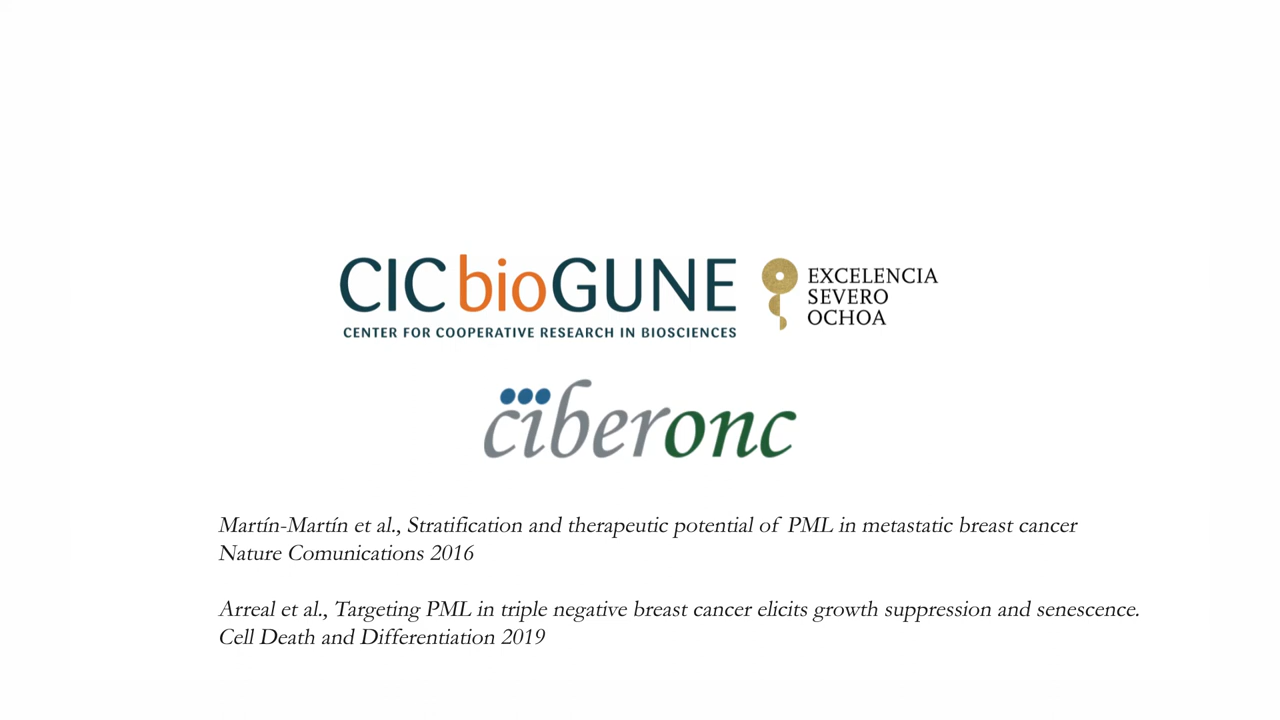 CIC bioGUNE
CENTER FOR COOPERATIVE RESEARCH IN BIOSCIENCES
EXCELENCIA
SEVERO
OCHOA
ciberonc
Martín-Martín et al., Stratification and therapeutic potential of PML in metastatic breast cancer
Nature Comunications 2016
Arreal et al., Targeting PML in triple negative breast cancer elicits growth suppression and senescence.
Cell Death and Differentiation 2019